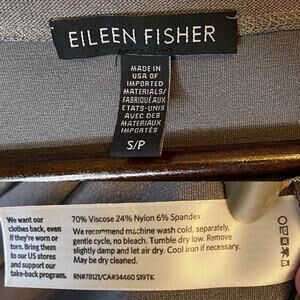 EILEEN FISHER
MADE IN
USA OF
IMPORTED
MATERIALS/
FABRIQUÉ AUX
ETATS-UNIS
AVEC DES
MATÉRIAUX
IMPORTÉS
S/P
We want our
clothes back, even
if they're worn or
torn. Bring them
to our US stores
and support our
take-back program.
70% Viscose 24% Nylon 6% Spandex
We recommend machine wash cold, separately,
gentle cycle, no bleach. Tumble dry low. Remove
slightly damp and let air dry. Cool iron if necessary.
May be dry cleaned.
RN#78121/CA#34460 S19TK